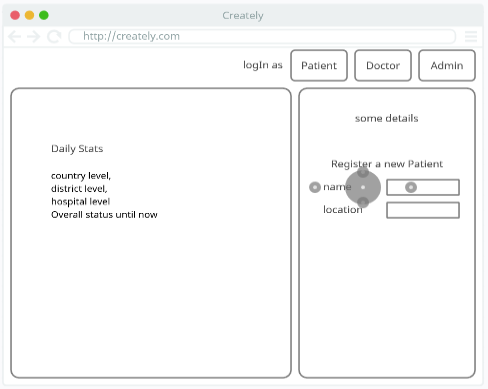 Creately
http://creately.com
logIn as Patient Doctor Admin
some details
Daily Stats
country level,
district level,
hospital level
Overall status until now
Register a new Patient
name
location